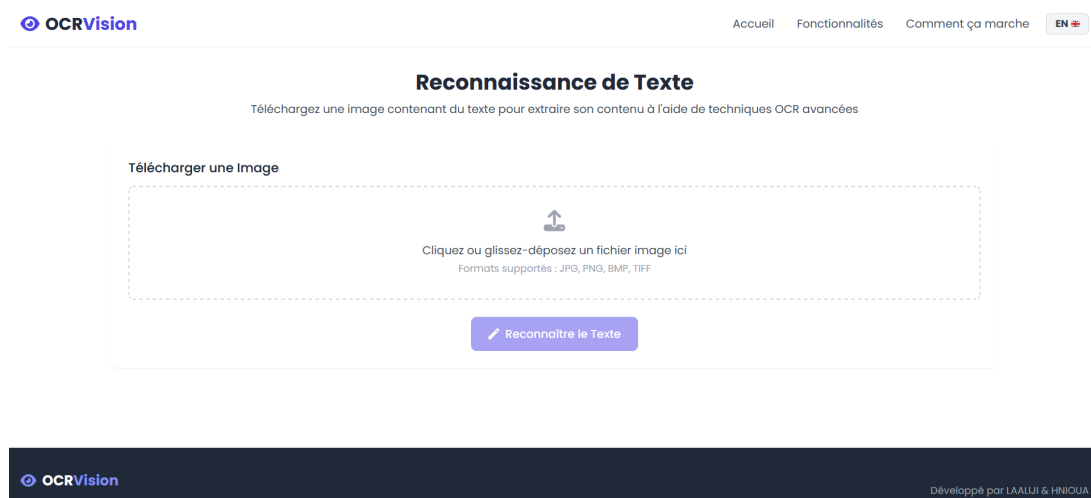 OCRVision
Accueil Fonctionnalités Comment ça marche EN
Reconnaissance de Texte
Téléchargez une image contenant du texte pour extraire son contenu à l'aide de techniques OCR avancées
Télécharger une Image
Cliquez ou glissez-déposez un fichier image ici
Formats supportés : JPG, PNG, BMP, TIFF
Reconnaître le Texte
OCRVision
Développé par LAALIJI & HNIOUA